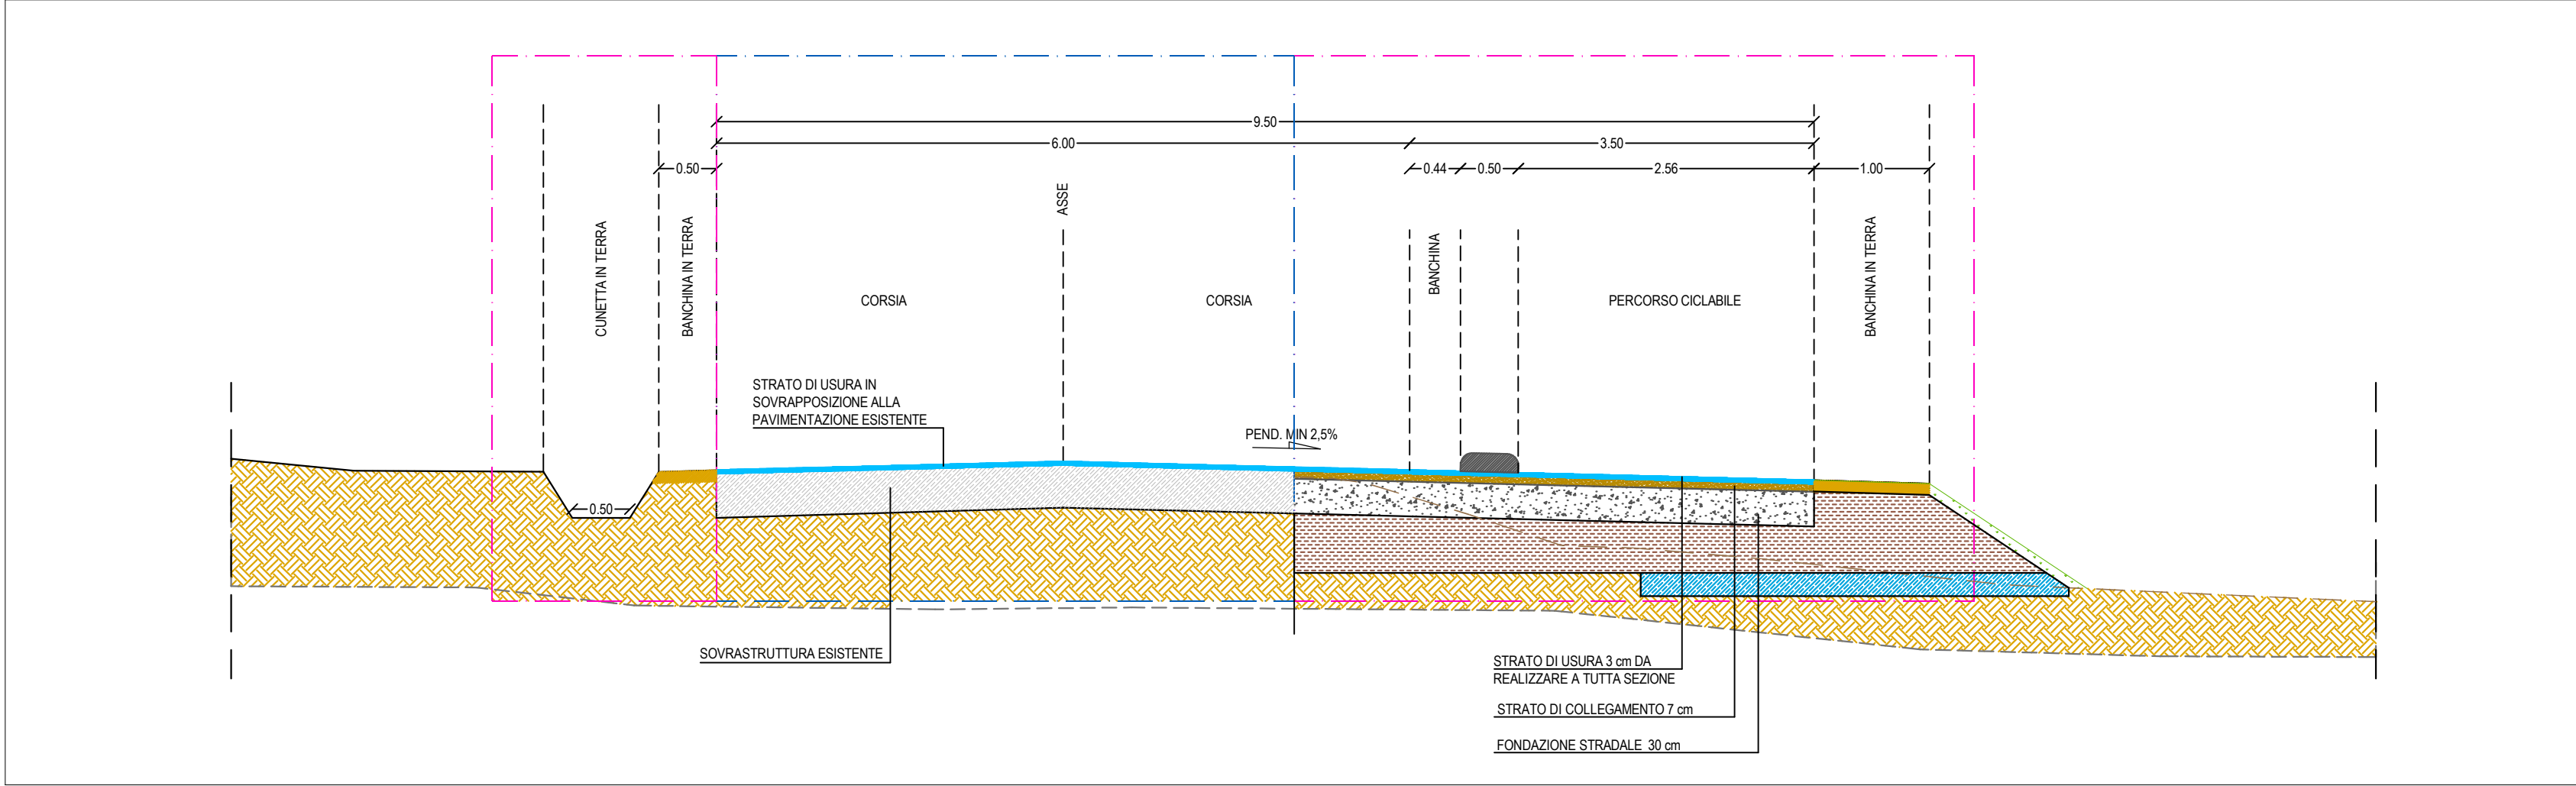 9.50
6.00
3.50
0.50
0.44
0.50
2.56
1.00
ASSE
CUNETTA IN TERRA
BANCHINA IN TERRA
BANCHINA
BANCHINA IN TERRA
CORSIA
CORSIA
PERCORSO CICLABILE
STRATO DI USURA IN
SOVRAPPOSIZIONE ALLA
PAVIMENTAZIONE ESISTENTE
PEND. MIN 2,5%
0.50
SOVRASTRUTTURA ESISTENTE
STRATO DI USURA 3 cm DA
REALIZZARE A TUTTA SEZIONE
STRATO DI COLLEGAMENTO 7 cm
FONDAZIONE STRADALE 30 cm